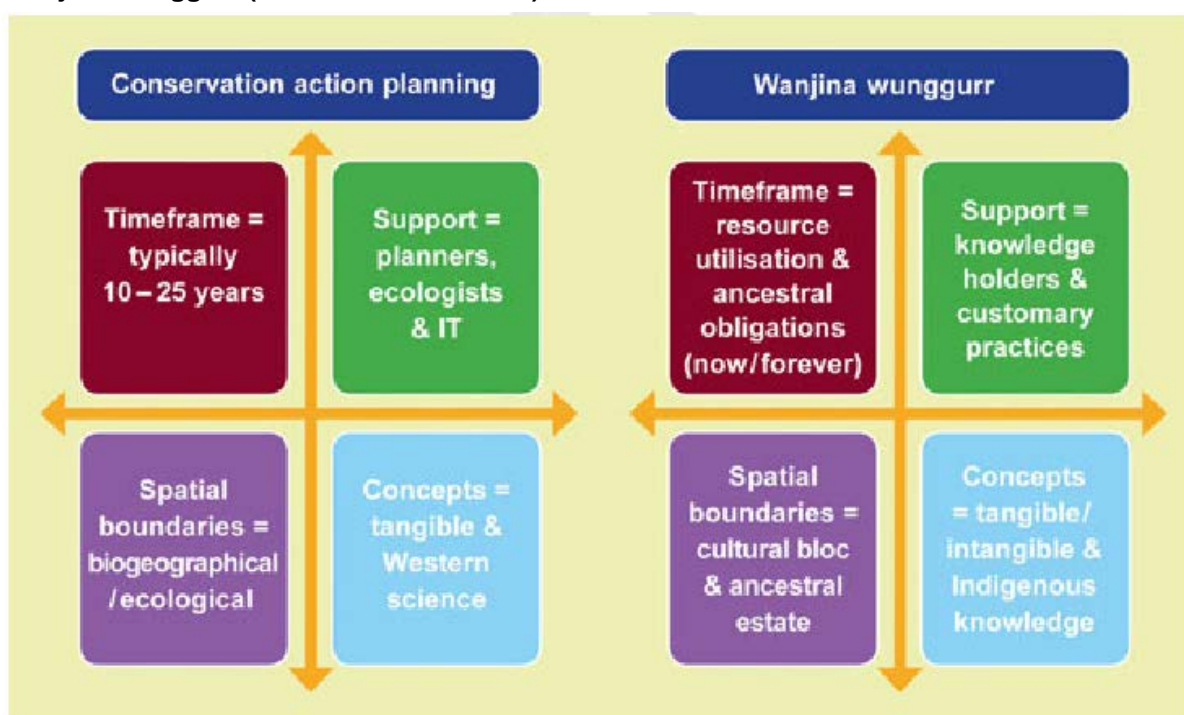 Conservation action planning
Timeframe =
typically
10 – 25 years
Support =
planners,
ecologists
& IT
Spatial
boundaries =
biogeographical
/ ecological
Concepts =
tangible &
Western
science
Wanjina wunggurr
Timeframe =
resource
utilisation &
ancestral
obligations
(now/forever)
Support =
knowledge
holders &
customary
practices
Spatial
boundaries =
cultural bloc
& ancestral
estate
Concepts
= tangible/
intangible &
Indigenous
knowledge